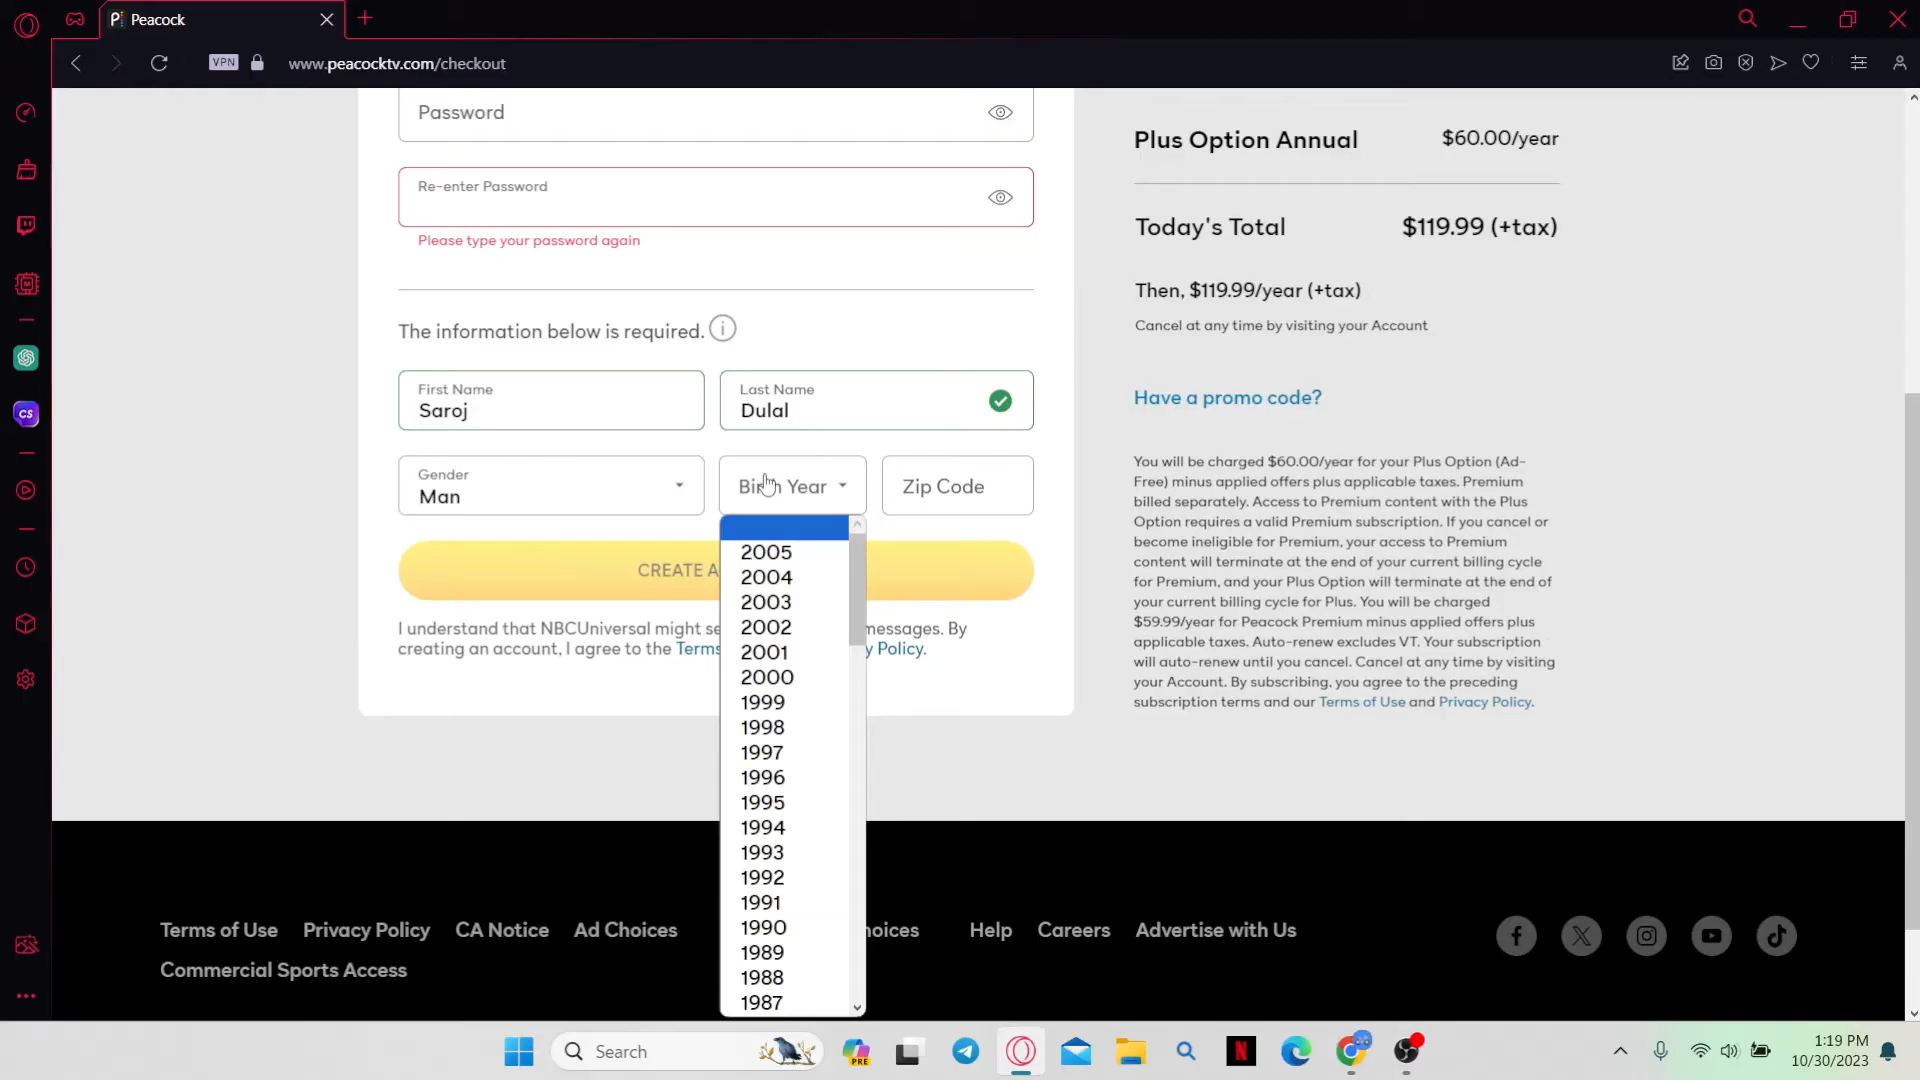 Peacock
VPN
www.peacocktv.com/checkout
Password
Re-enter Password
Please type your password again
The information below is required.
First Name
Saroj
Last Name
Dulal
Gender
Man
Birth Year
Zip Code
CREATE A
I understand that NBCUniversal might se
messages. By
creating an account, I agree to the Terms
y Policy.
2005
2004
2003
2002
2001
2000
1999
1998
1997
1996
1995
1994
1993
1992
1991
1990
1989
1988
1987
Plus Option Annual
$60.00/year
Today's Total
$119.99 (+tax)
Then, $119.99/year (+tax)
Cancel at any time by visiting your Account
Have a promo code?
You will be charged $60.00/year for your Plus Option (Ad-
Free) minus applied offers plus applicable taxes. Premium
billed separately. Access to Premium content with the Plus
Option requires a valid Premium subscription. If you cancel or
become ineligible for Premium, your access to Premium
content will terminate at the end of your current billing cycle
for Premium, and your Plus Option will terminate at the end of
your current billing cycle for Plus. You will be charged
$59.99/year for Peacock Premium minus applied offers plus
applicable taxes. Auto-renew excludes VT. Your subscription
will auto-renew until you cancel. Cancel at any time by visiting
your Account. By subscribing, you agree to the preceding
subscription terms and our Terms of Use and Privacy Policy.
Terms of Use
Privacy Policy
CA Notice
Ad Choices
hoices
Help
Careers
Advertise with Us
Commercial Sports Access
Search
PRE
1:19 PM
10/30/2023
CS